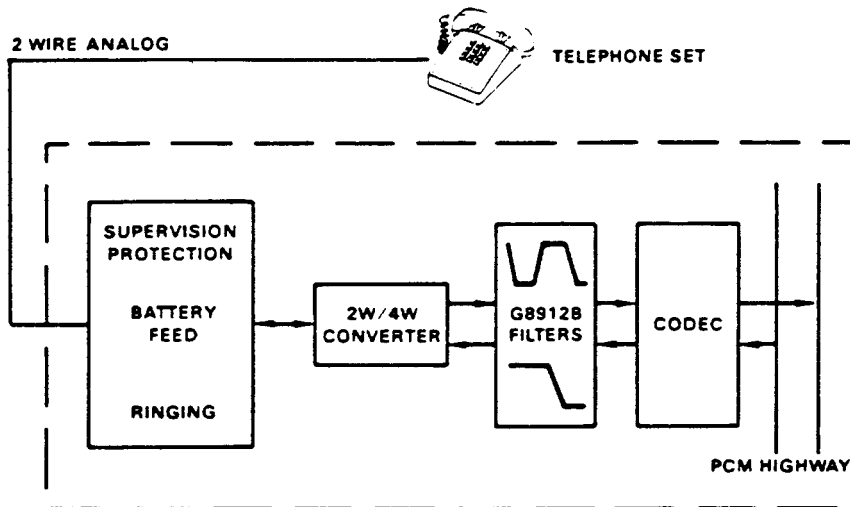 2 WIRE ANALOG
TELEPHONE SET
SUPERVISION
PROTECTION
BATTERY
FEED
RINGING
2W/4W
CONVERTER
G8912B
FILTERS
CODEC
PCM HIGHWAY